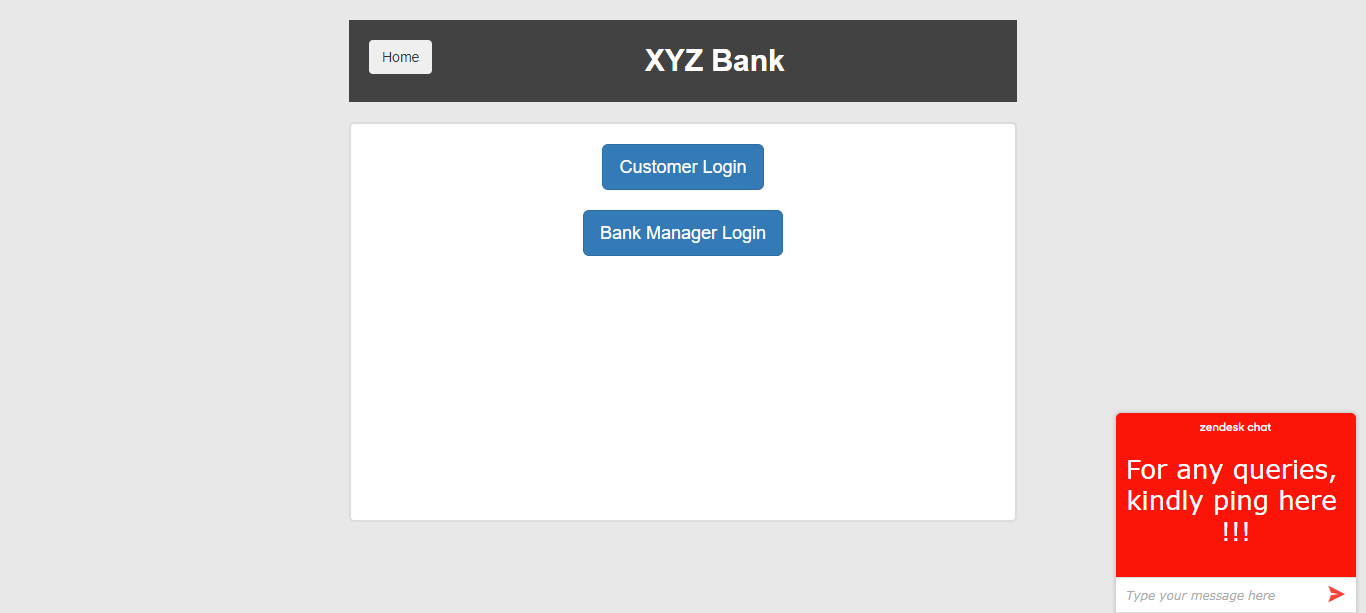 Home
XYZ Bank
Customer Login
Bank Manager Login
zendesk chat
For any queries,
kindly ping here
!!!
Type your message here